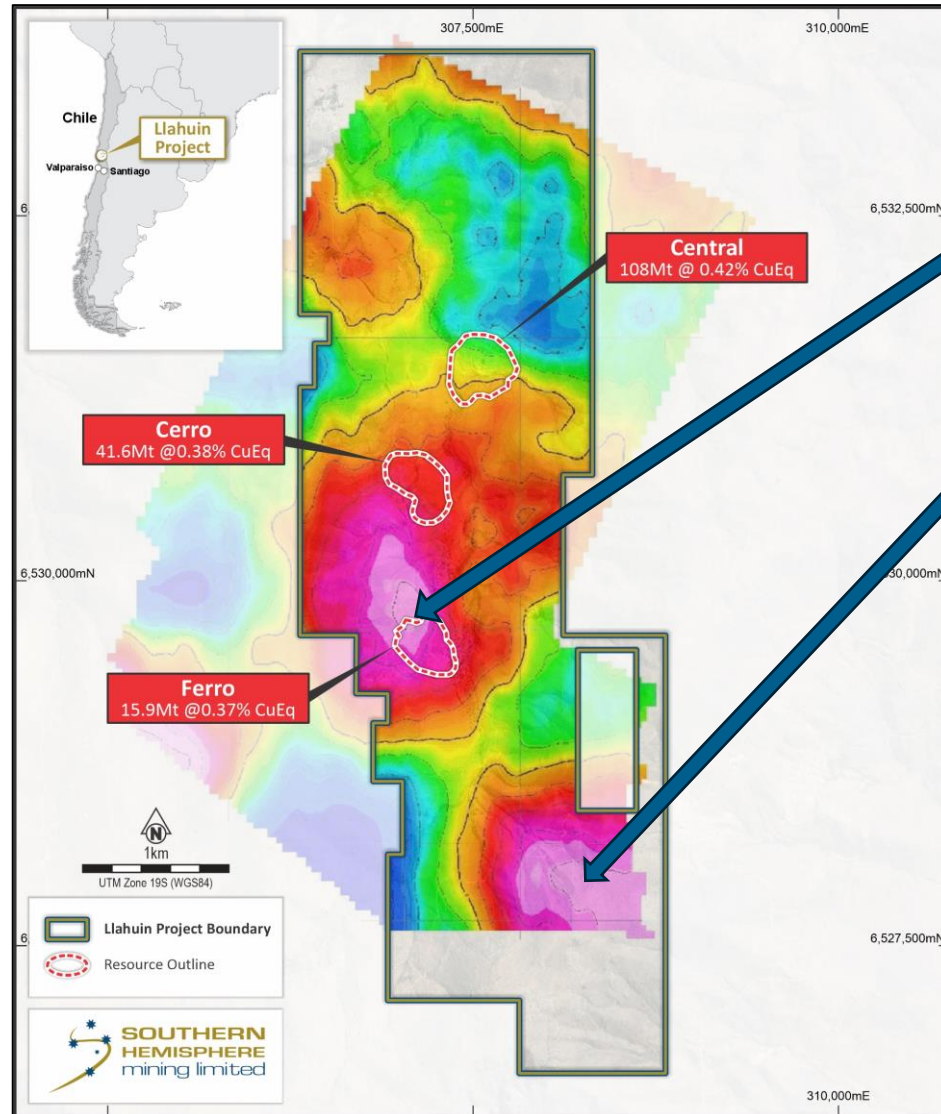 307,500mE
310,000mE
Chile
Llahuin
Project
Valparaiso
Santiago
6,532,500mN
Central
108Mt @ 0.42% CuEq
Cerro
41.6Mt @0.38% CuEq
6,530,000mN
30,000mN
Ferro
15.9Mt @0.37% CuEq
N
1km
UTM Zone 19S (WGS84)
Llahuin Project Boundary
Resource Outline
6,
6,527,500mN
SOUTHERN
HEMISPHERE
mining limited
310,000mE